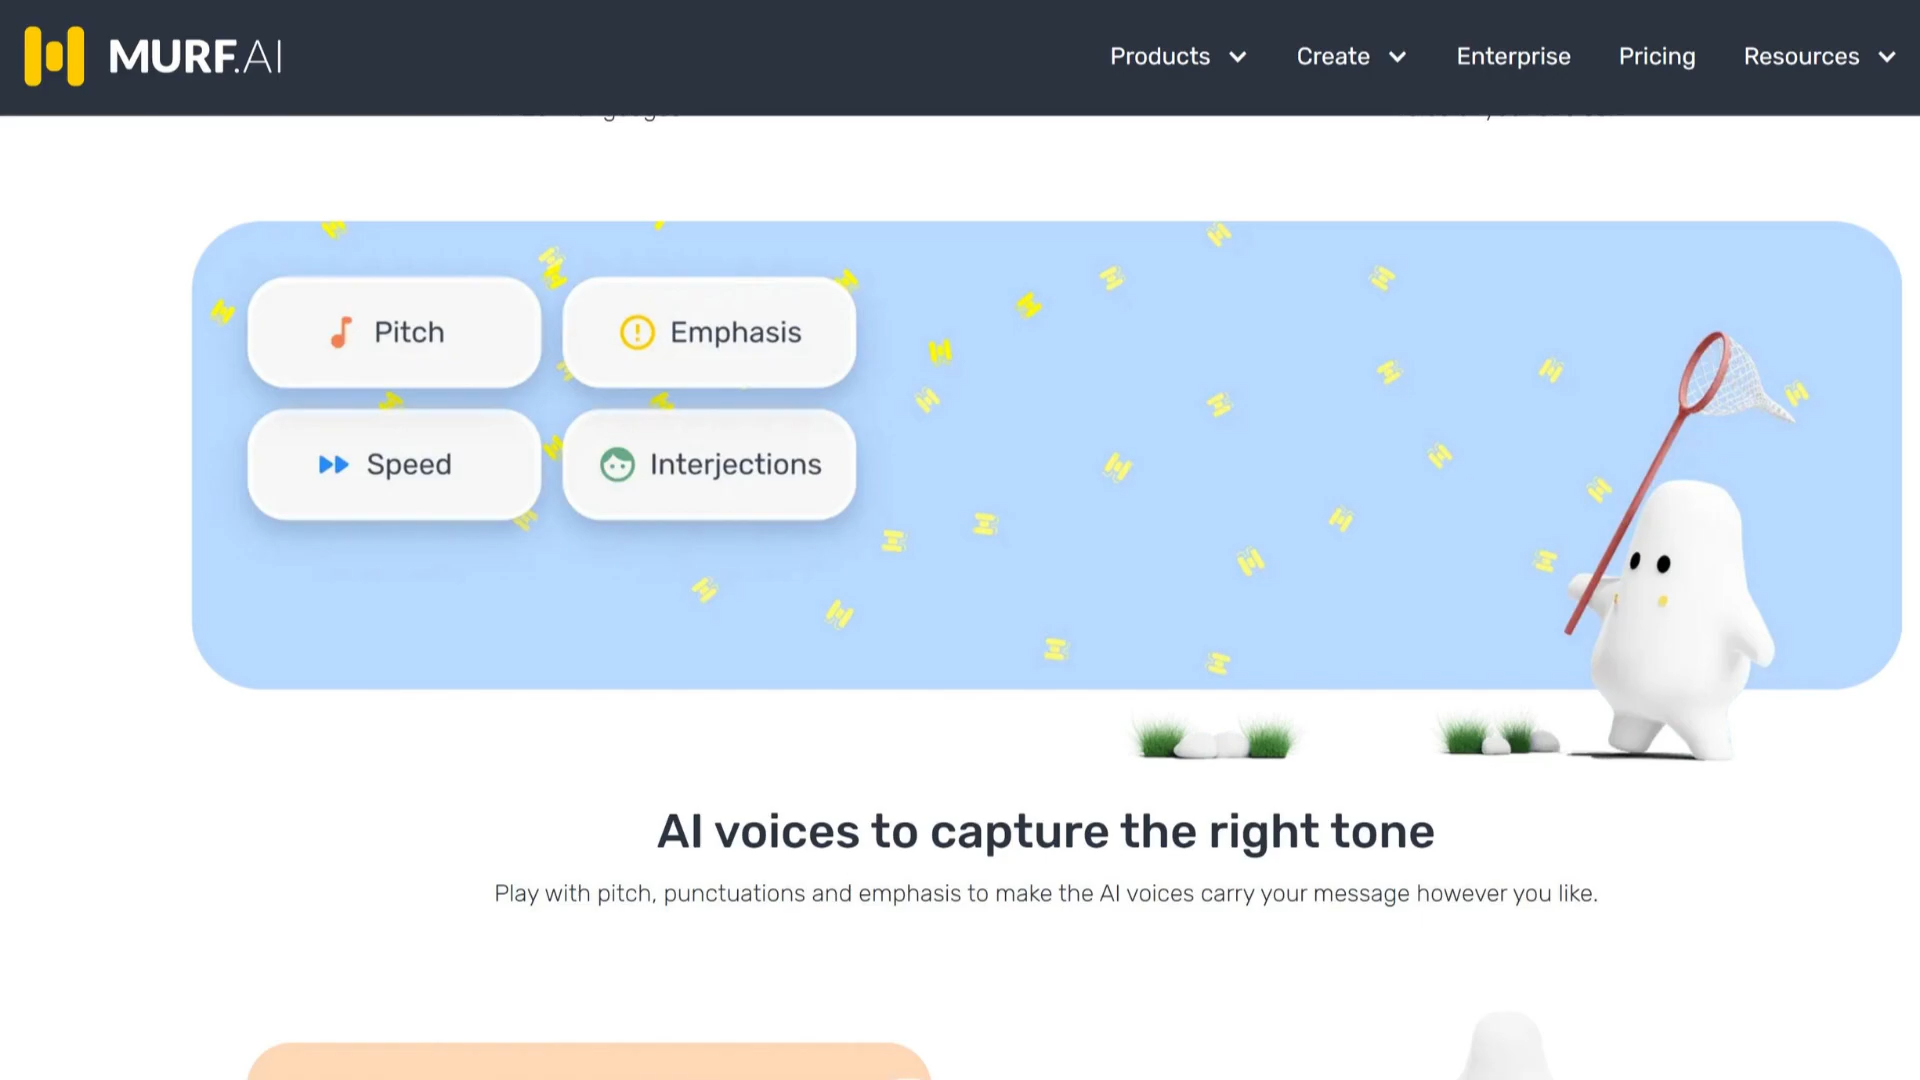 MURF.AI
Products
Create
Enterprise
Pricing
Resources
Pitch
Emphasis
Speed
Interjections
AI voices to capture the right tone
Play with pitch, punctuations and emphasis to make the AI voices carry your message however you like.